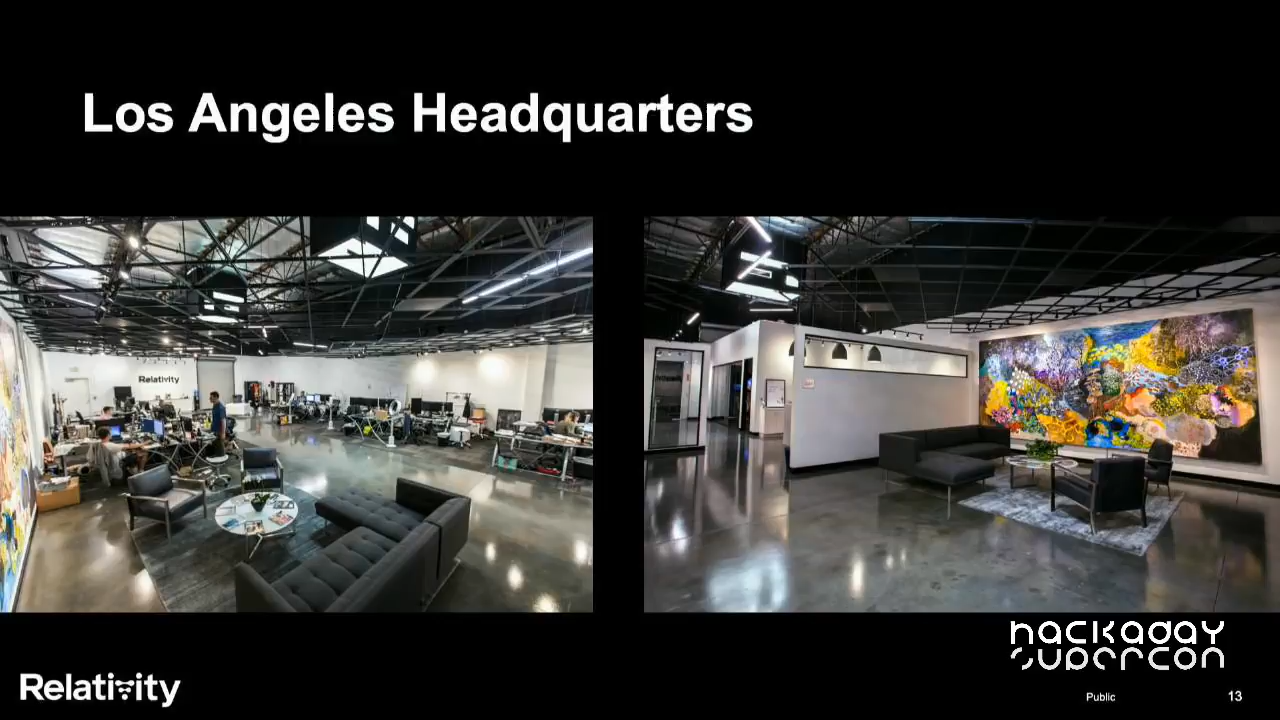 Los Angeles Headquarters
Relativity
hackaday
supercon
Relativity
Public
13